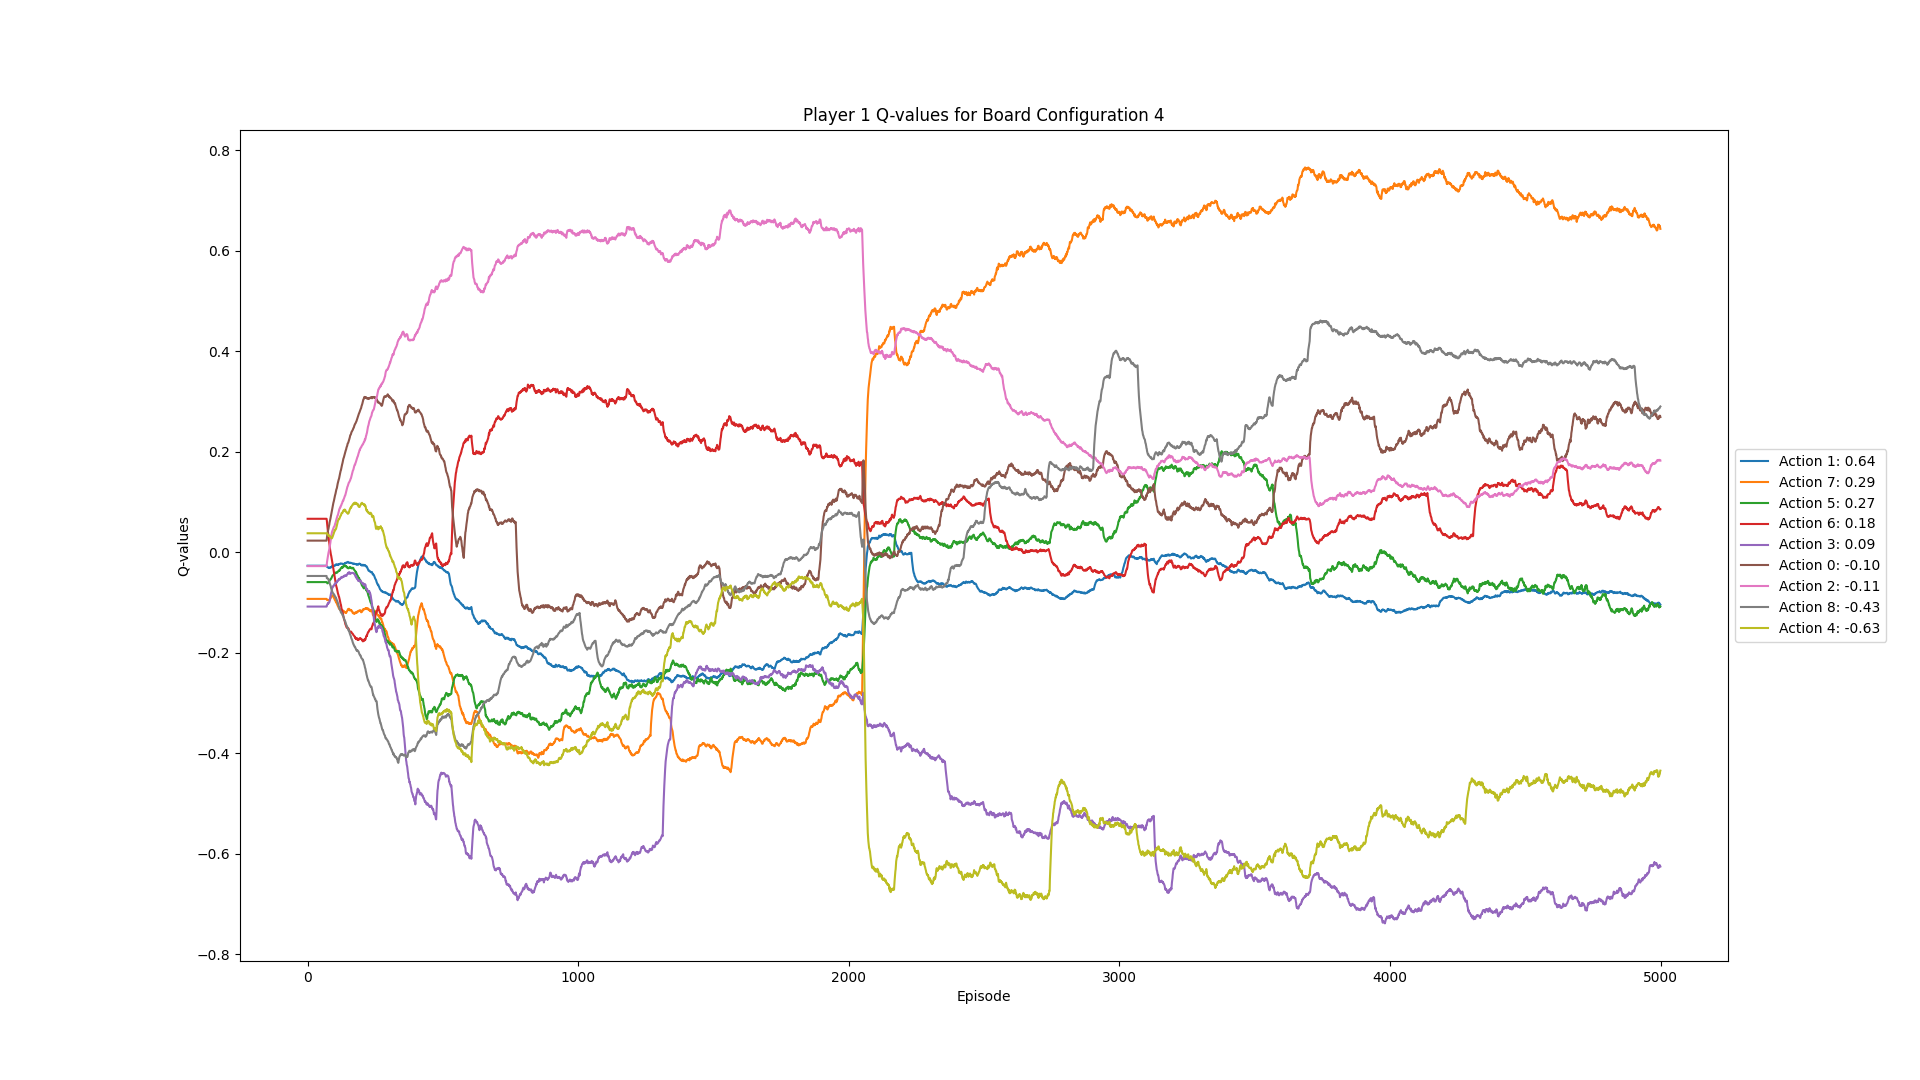 Player 1 Q-values for Board Configuration 4
0.8
0.6
0.4
0.2
0.0
−0.2
−0.4
−0.6
−0.8
Q-values
0 1000 2000 3000 4000 5000
Episode
Action 1: 0.64
Action 7: 0.29
Action 5: 0.27
Action 6: 0.18
Action 3: 0.09
Action 0: -0.10
Action 2: -0.11
Action 8: -0.43
Action 4: -0.63